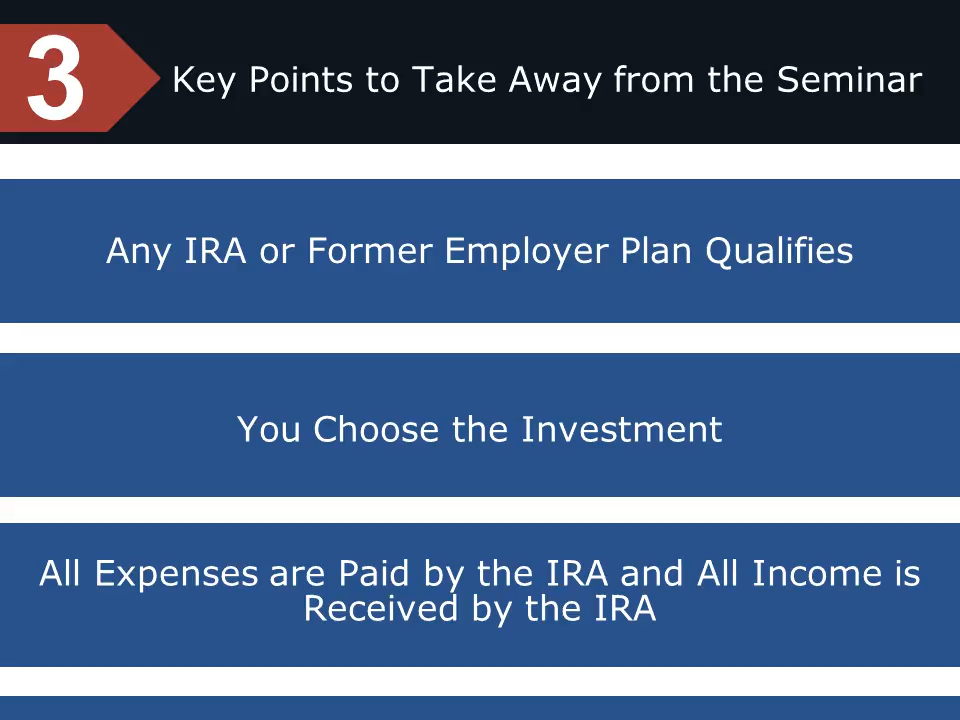 3
Key Points to Take Away from the Seminar
Any IRA or Former Employer Plan Qualifies
You Choose the Investment
All Expenses are Paid by the IRA and All Income is
Received by the IRA